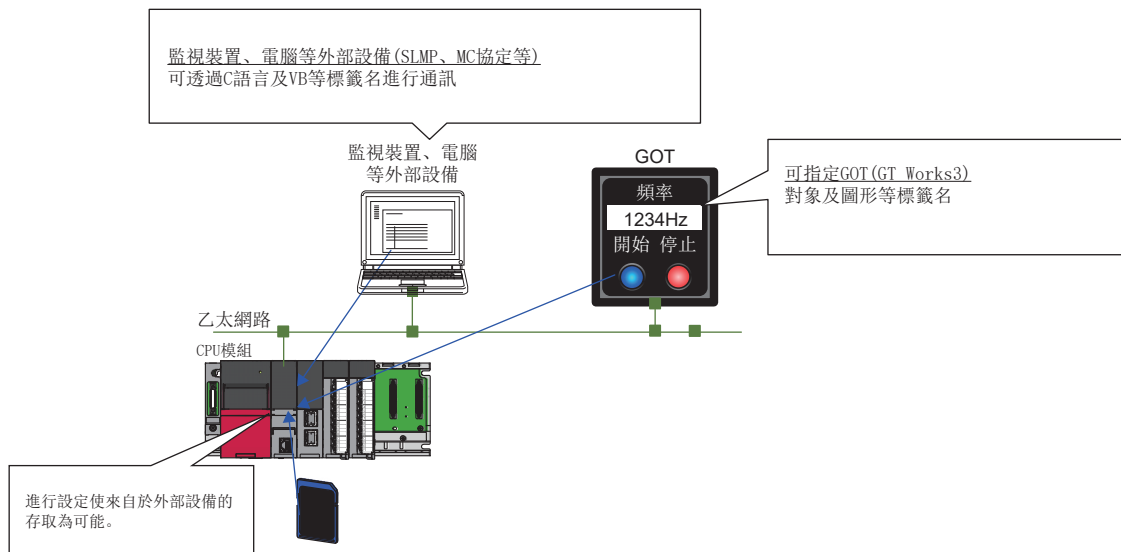 監視裝置、電腦等外部設備(SLMP、MC協定等)
可透過C語言及VB等標籤名進行通訊
監視裝置、電腦
等外部設備
GOT
頻率
1234Hz
開始 停止
可指定GOT(GT Works3)
對象及圖形等標籤名
乙太網路
CPU模組
進行設定使來自於外部設備的
存取為可能。